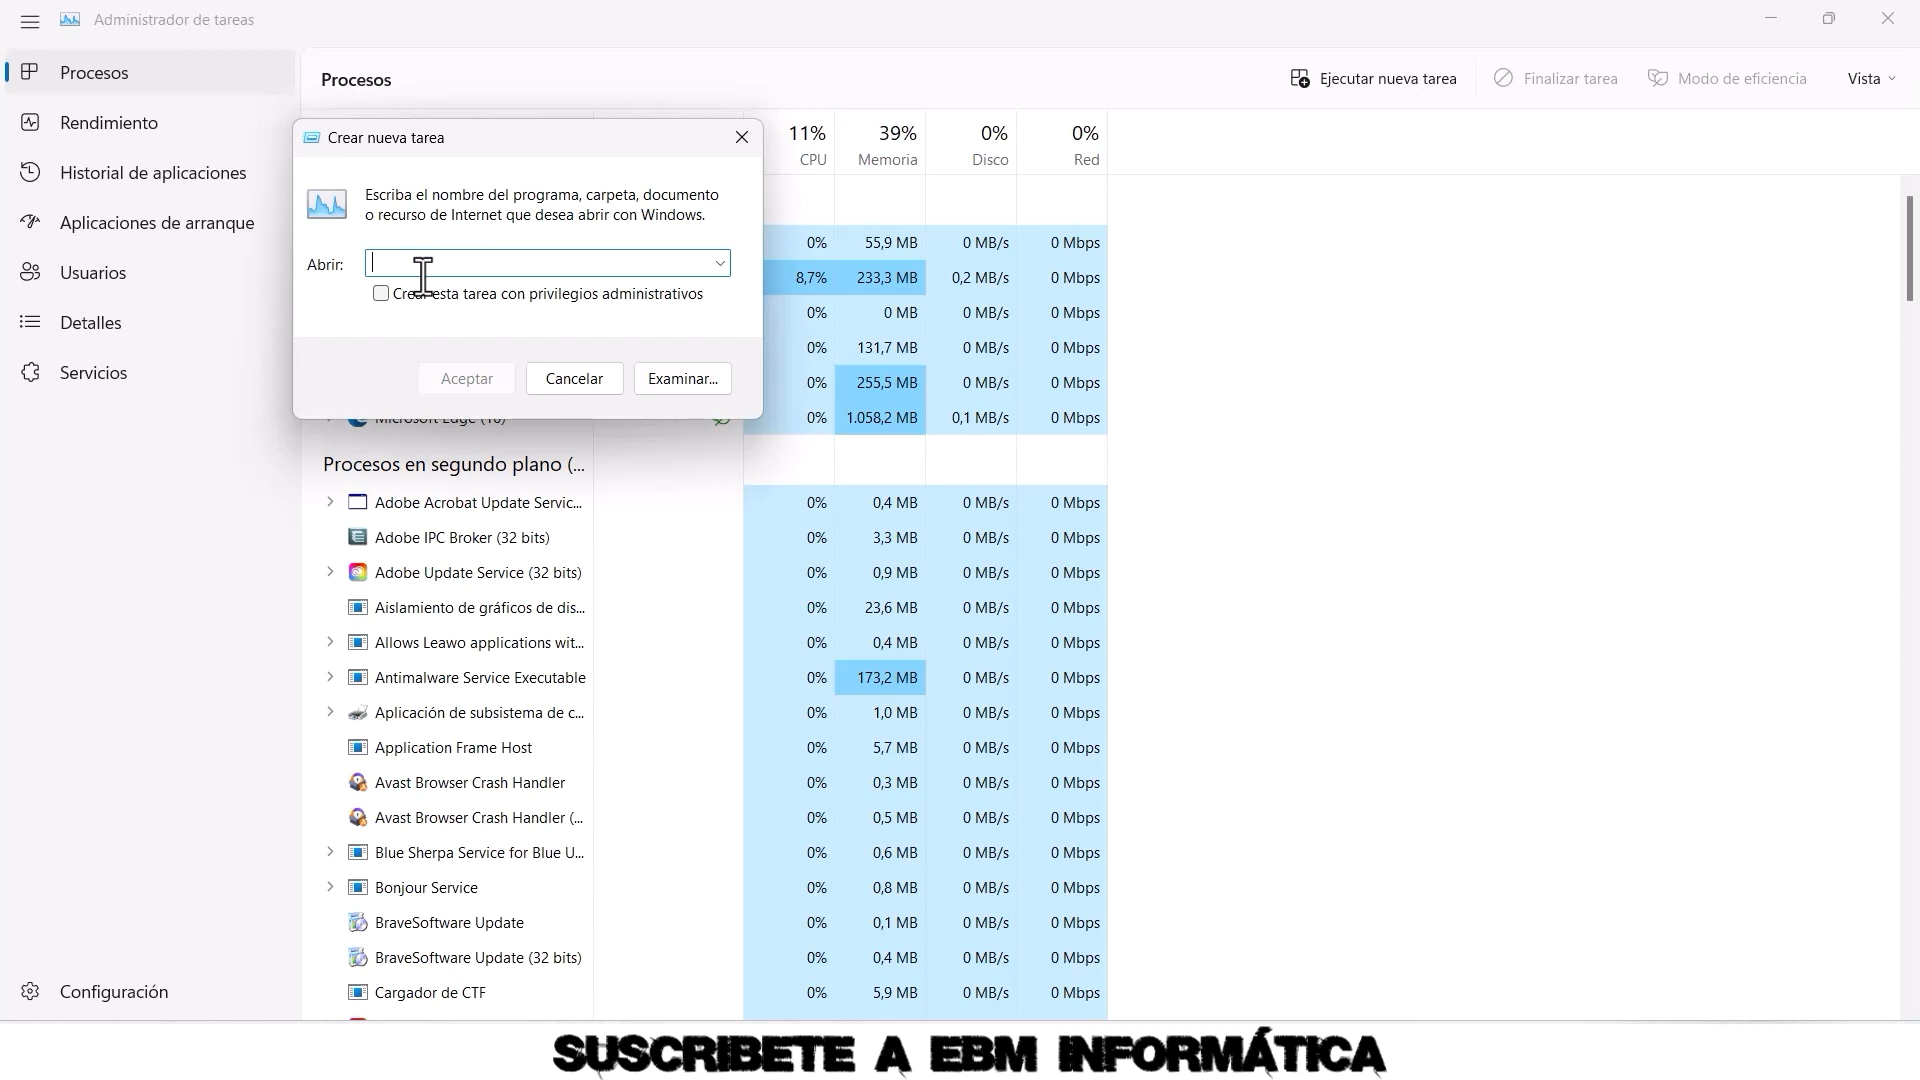 Administrador de tareas
Procesos
Rendimiento
Historial de aplicaciones
Aplicaciones de arranque
Usuarios
Detalles
Servicios
Configuración
Procesos
Ejecutar nueva tarea
Finalizar tarea
Modo de eficiencia
Vista
Crear nueva tarea
Escriba el nombre del programa, carpeta, documento
o recurso de Internet que desea abrir con Windows.
Abrir:
esta tarea con privilegios administrativos
Aceptar Cancelar Examinar...
11% 39% 0% 0%
CPU Memoria Disco Red
0% 55,9 MB 0 MB/s 0 Mbps
8,7% 233,3 MB 0,2 MB/s 0 Mbps
0% 0 MB 0 MB/s 0 Mbps
0% 131,7 MB 0 MB/s 0 Mbps
0% 255,5 MB 0 MB/s 0 Mbps
Microsoft Edge 0% 1.058,2 MB 0,1 MB/s 0 Mbps
Procesos en segundo plano (...
Adobe Acrobat Update Servic... 0% 0,4 MB 0 MB/s 0 Mbps
Adobe IPC Broker (32 bits) 0% 3,3 MB 0 MB/s 0 Mbps
Adobe Update Service (32 bits) 0% 0,9 MB 0 MB/s 0 Mbps
Aislamiento de gráficos de dis... 0% 23,6 MB 0 MB/s 0 Mbps
Allows Leawo applications wit... 0% 0,4 MB 0 MB/s 0 Mbps
Antimalware Service Executable 0% 173,2 MB 0 MB/s 0 Mbps
Aplicación de subsistema de c... 0% 1,0 MB 0 MB/s 0 Mbps
Application Frame Host 0% 5,7 MB 0 MB/s 0 Mbps
Avast Browser Crash Handler 0% 0,3 MB 0 MB/s 0 Mbps
Avast Browser Crash Handler (... 0% 0,5 MB 0 MB/s 0 Mbps
Blue Sherpa Service for Blue U... 0% 0,6 MB 0 MB/s 0 Mbps
Bonjour Service 0% 0,8 MB 0 MB/s 0 Mbps
BraveSoftware Update 0% 0,1 MB 0 MB/s 0 Mbps
BraveSoftware Update (32 bits) 0% 0,4 MB 0 MB/s 0 Mbps
Cargador de CTF 0% 5,9 MB 0 MB/s 0 Mbps
SUSCRIBETE A EBM INFORMÁTICA